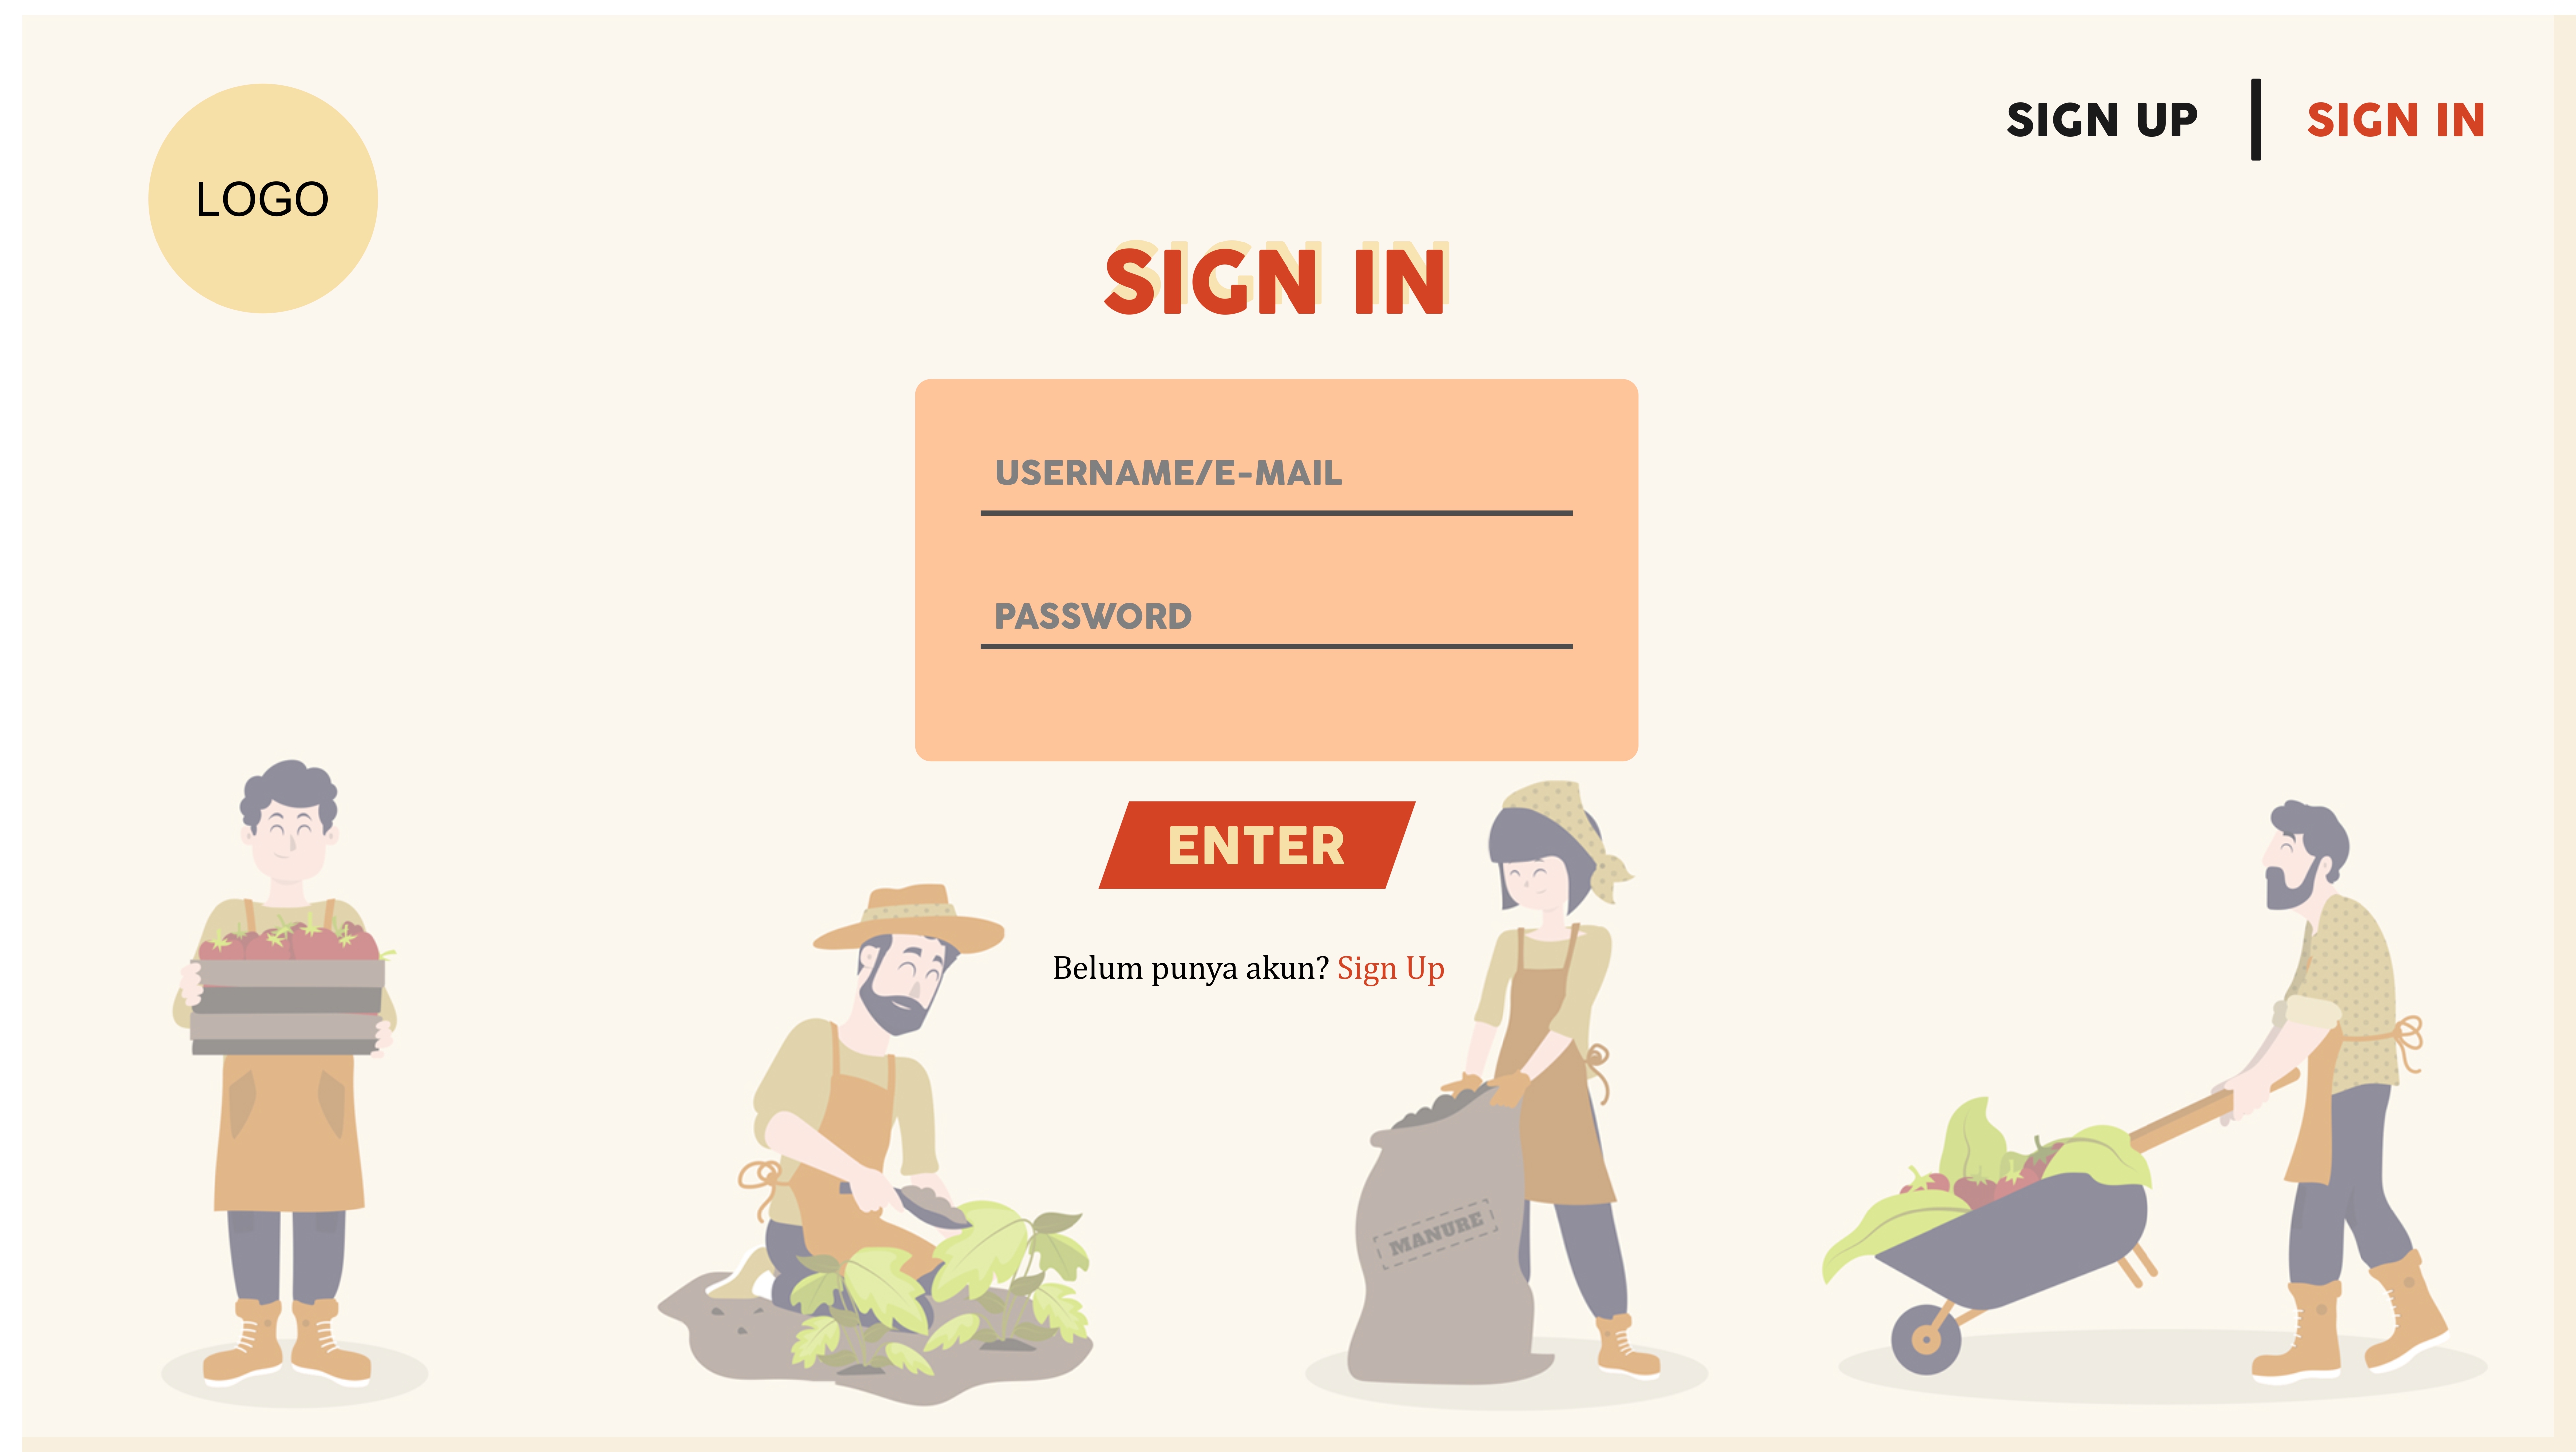 LOGO
SIGN UP | SIGN IN
SIGN IN
USERNAME/E-MAIL
PASSWORD
ENTER
Belum punya akun? Sign Up
MANURE